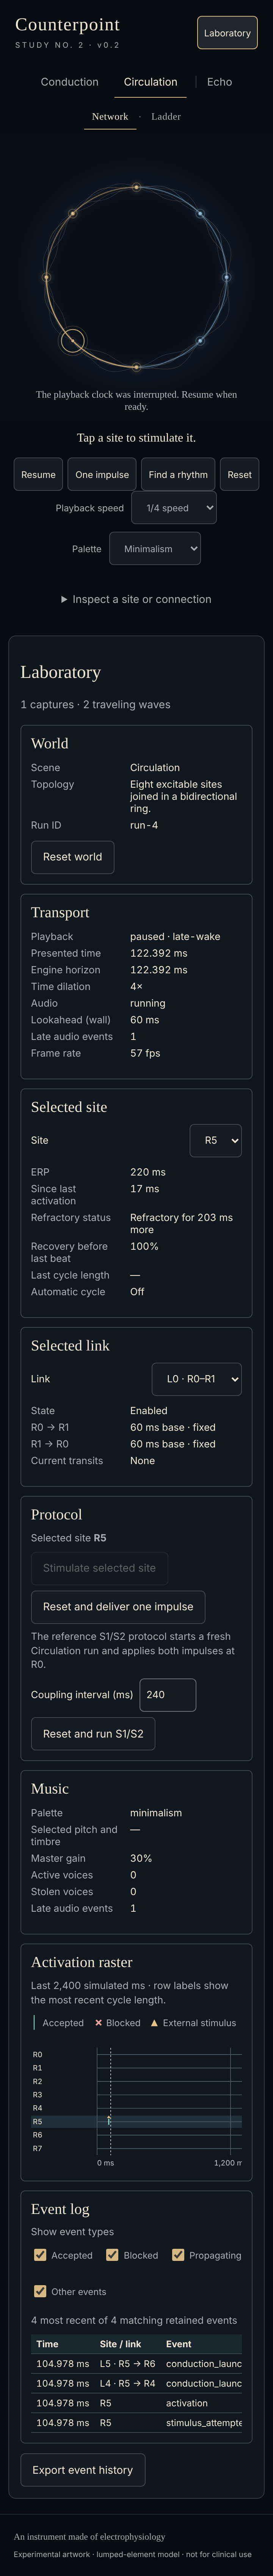 Counterpoint
STUDY NO. 2 · v0.2
Laboratory
Conduction
Circulation
Echo
Network · Ladder
The playback clock was interrupted. Resume when
ready.
Tap a site to stimulate it.
Resume
One impulse
Find a rhythm
Reset
Playback speed 1/4 speed
Palette Minimalism
▶ Inspect a site or connection
Laboratory
1 captures · 2 traveling waves
World
Scene Circulation
Topology Eight excitable sites
joined in a bidirectional
ring.
Run ID run-4
Reset world
Transport
Playback paused · late-wake
Presented time 122.392 ms
Engine horizon 122.392 ms
Time dilation 4×
Audio running
Lookahead (wall) 60 ms
Late audio events 1
Frame rate 57 fps
Selected site
Site R5
ERP 220 ms
Since last
activation 17 ms
Refractory status Refractory for 203 ms
more
Recovery before
last beat 100%
Last cycle length —
Automatic cycle Off
Selected link
Link L0 · R0–R1
State Enabled
R0 → R1 60 ms base · fixed
R1 → R0 60 ms base · fixed
Current transits None
Protocol
Selected site R5
Stimulate selected site
Reset and deliver one impulse
The reference S1/S2 protocol starts a fresh
Circulation run and applies both impulses at
R0.
Coupling interval (ms) 240
Reset and run S1/S2
Music
Palette minimalism
Selected pitch and
timbre —
Master gain 30%
Active voices 0
Stolen voices 0
Late audio events 1
Activation raster
Last 2,400 simulated ms · row labels show
the most recent cycle length.
Accepted × Blocked ▲ External stimulus
R0
R1
R2
R3
R4
R5
R6
R7
0 ms 1,200 m
Event log
Show event types
Accepted Blocked Propagating
Other events
4 most recent of 4 matching retained events
Time Site / link Event
104.978 ms L5 · R5 → R6 conduction_launc
104.978 ms L4 · R5 → R4 conduction_launc
104.978 ms R5 activation
104.978 ms R5 stimulus_attempte
Export event history
An instrument made of electrophysiology
Experimental artwork · lumped-element model · not for clinical use